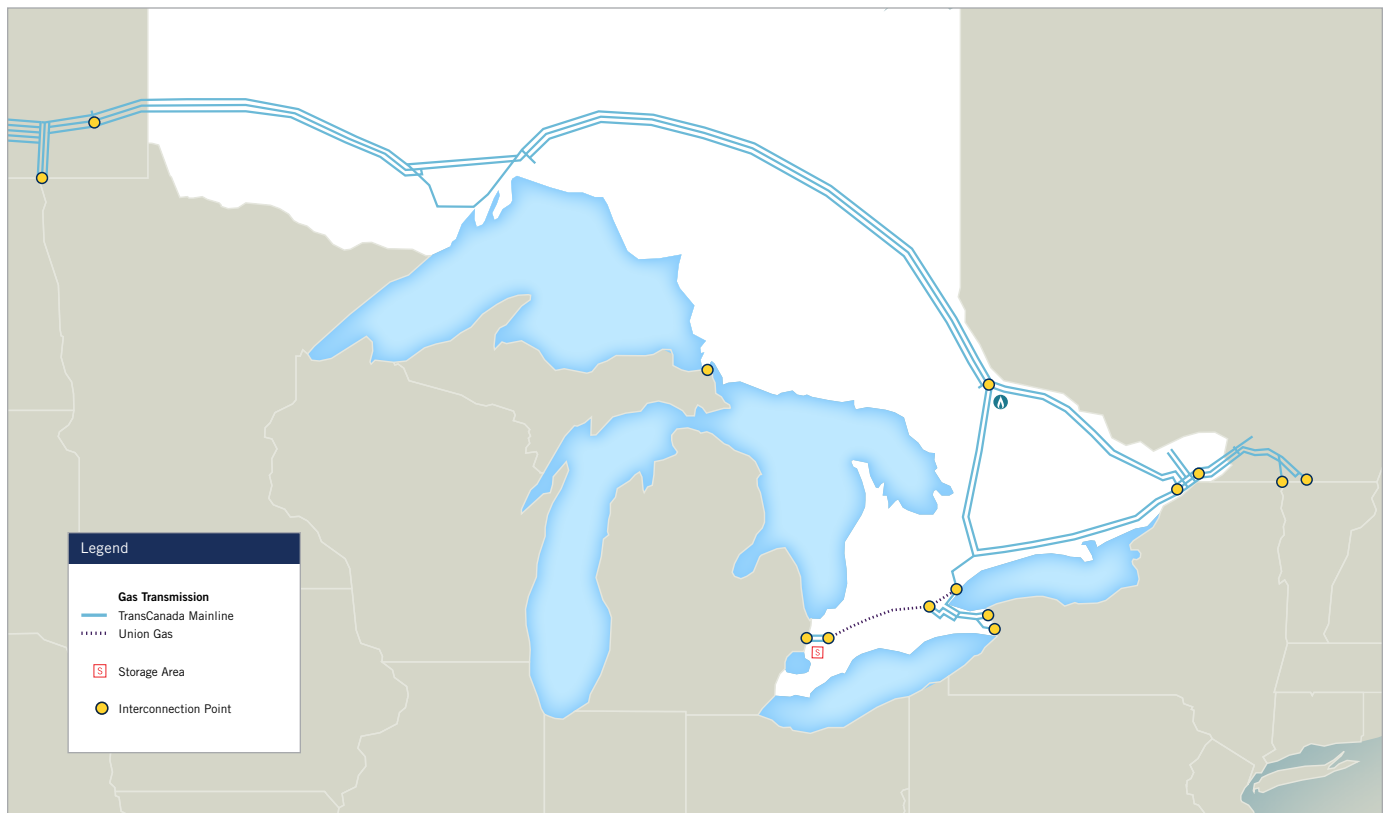 Legend
Gas Transmission
TransCanada Mainline
Union Gas
S
S Storage Area
Interconnection Point